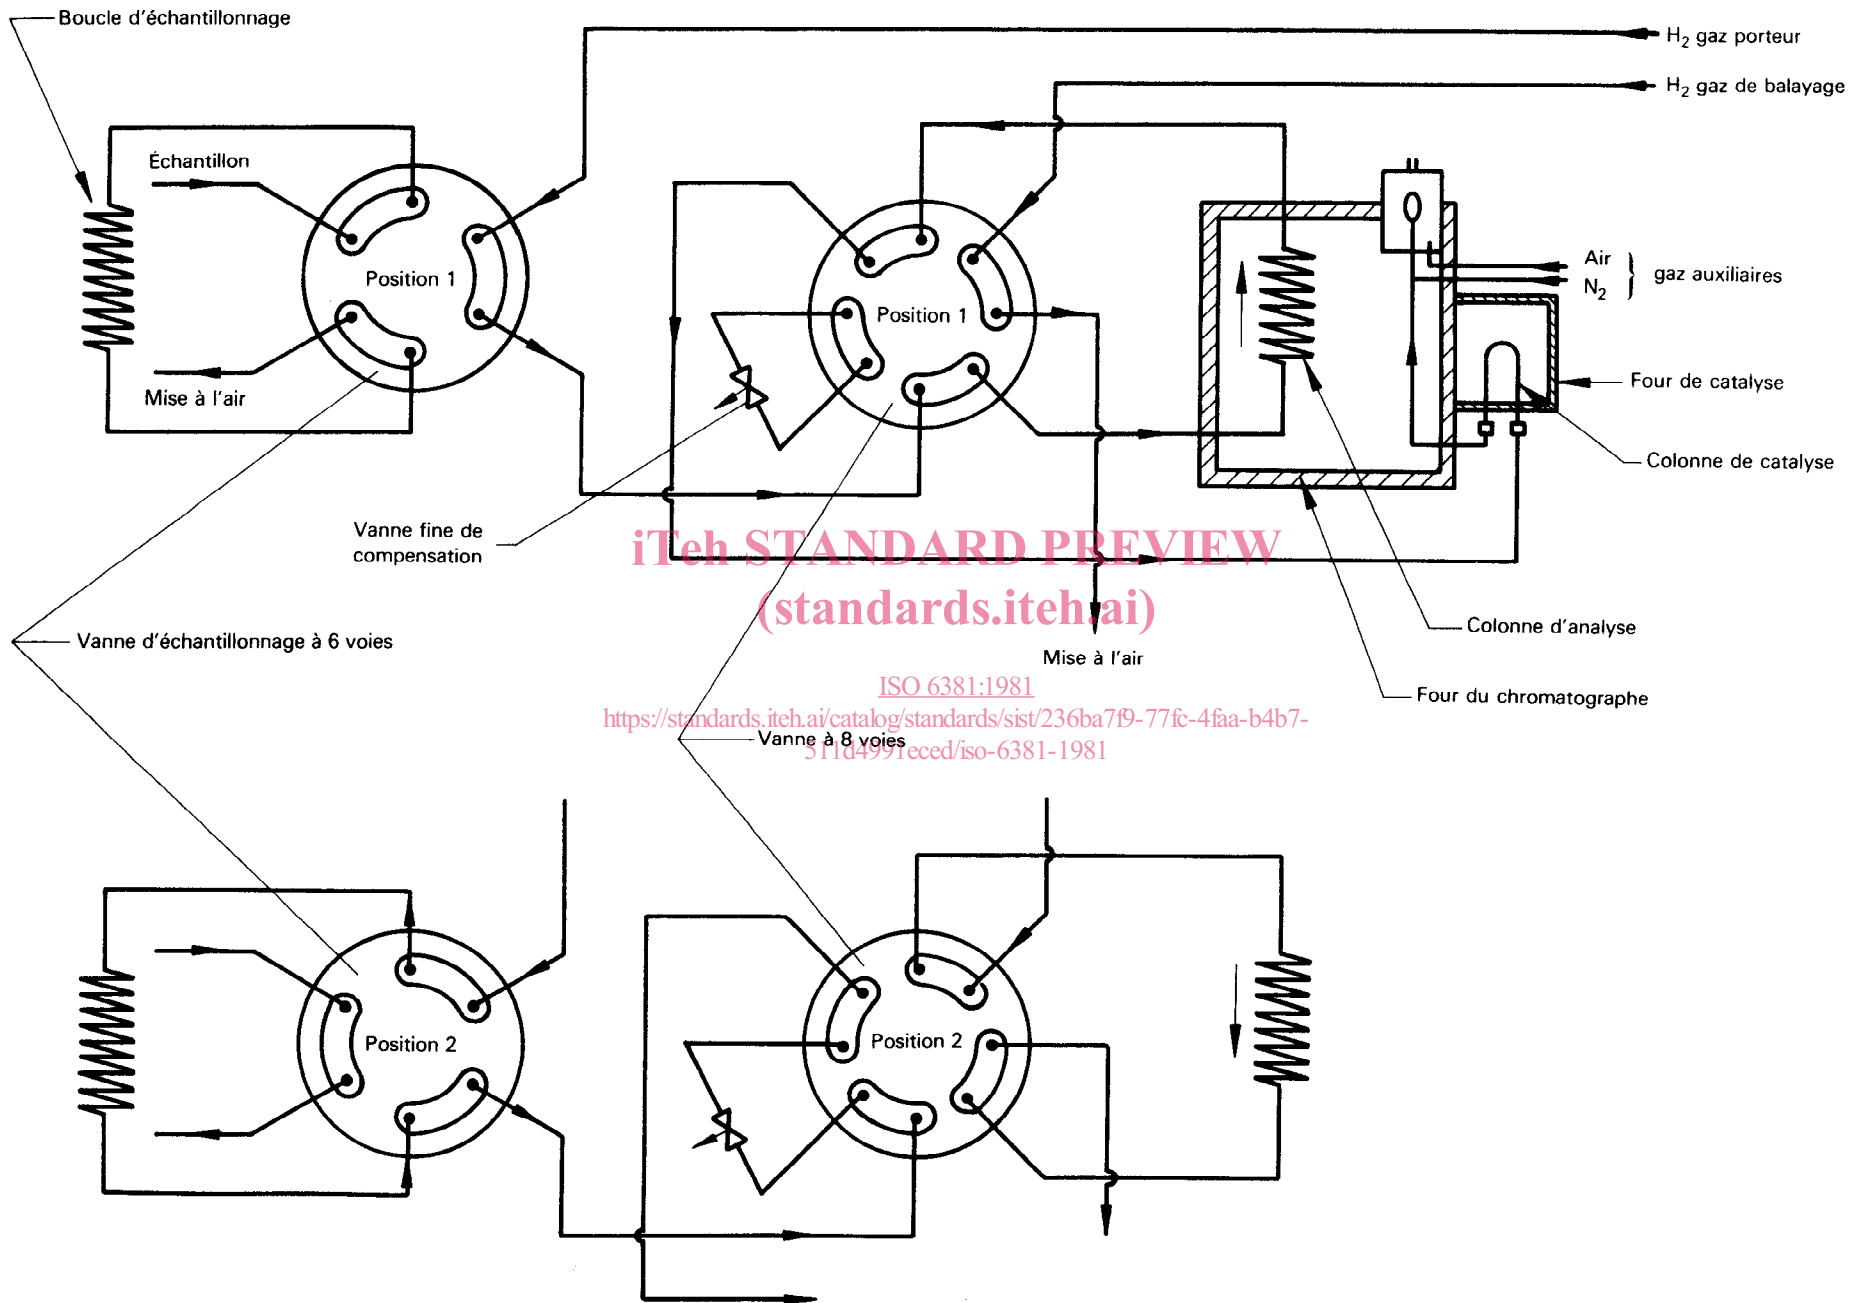 Boucle d'échantillonnage
H₂ gaz porteur
H₂ gaz de balayage
Échantillon
Position 1
Position 1
Air
N₂
gaz auxiliaires
Mise à l'air
Four de catalyse
Colonne de catalyse
Vanne fine de
compensation
iTeh STANDARD PREVIEW
(standards.iteh.ai)
Colonne d'analyse
Vanne d'échantillonnage à 6 voies
Mise à l'air
ISO 6381:1981
Four du chromatographe
https://standards.iteh.ai/catalog/standards/sist/236ba7f9-77fc-4faa-b4b7-
Vanne à 8 voies
511d4991eced/iso-6381-1981
Position 2
Position 2